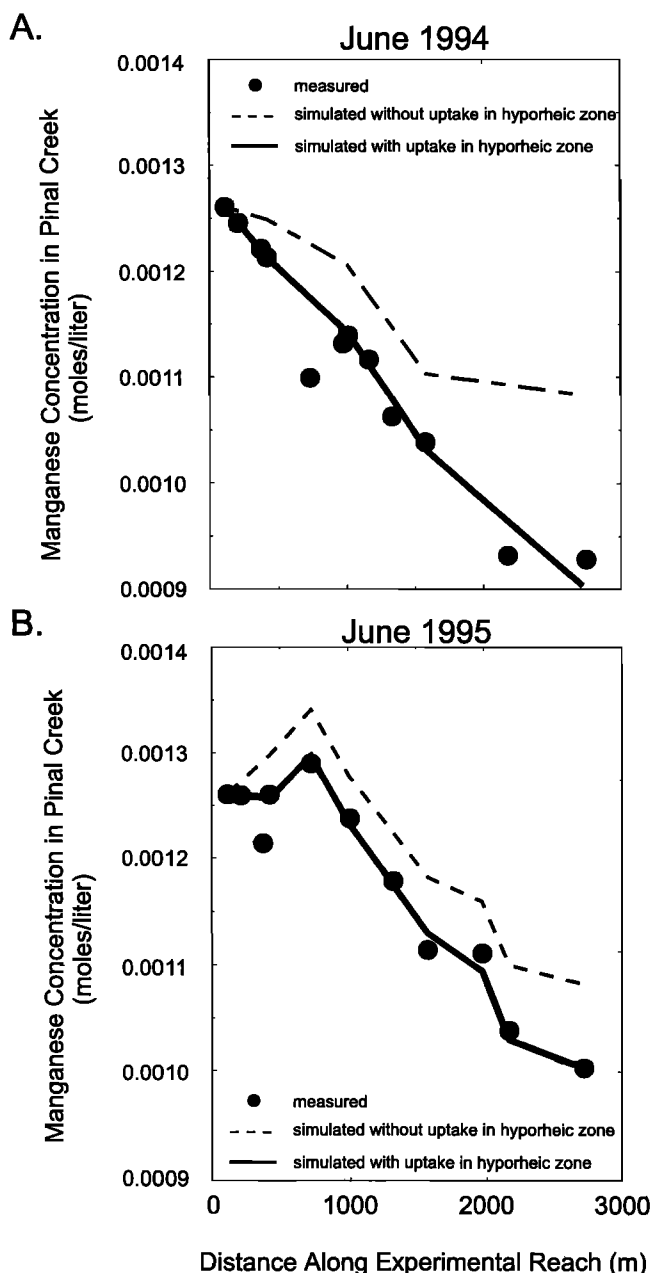 A.
June 1994
Manganese Concentration in Pinal Creek
(moles/liter)
0.0014
0.0013
0.0012
0.0011
0.0010
0.0009
measured
simulated without uptake in hyporheic zone
simulated with uptake in hyporheic zone
0
1000
2000
3000
B.
June 1995
Manganese Concentration in Pinal Creek
(moles/liter)
0.0014
0.0013
0.0012
0.0011
0.0010
0.0009
measured
simulated without uptake in hyporheic zone
simulated with uptake in hyporheic zone
0
1000
2000
3000
Distance Along Experimental Reach (m)